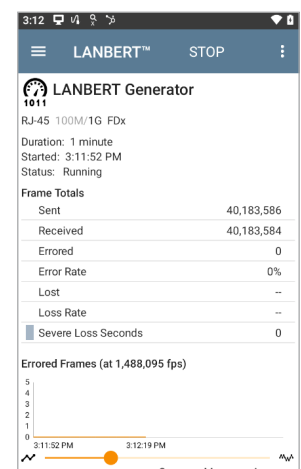 3:12
LANBERT™ STOP
1011 LANBERT Generator
RJ-45 100M/1G FDx
Duration: 1 minute
Started: 3:11:52 PM
Status: Running
Frame Totals
Sent 40,183,586
Received 40,183,584
Errored 0
Error Rate 0%
Lost --
Loss Rate --
Severe Loss Seconds 0
Errored Frames (at 1,488,095 fps)
5
4
3
2
1
0
3:11:52 PM 3:12:19 PM